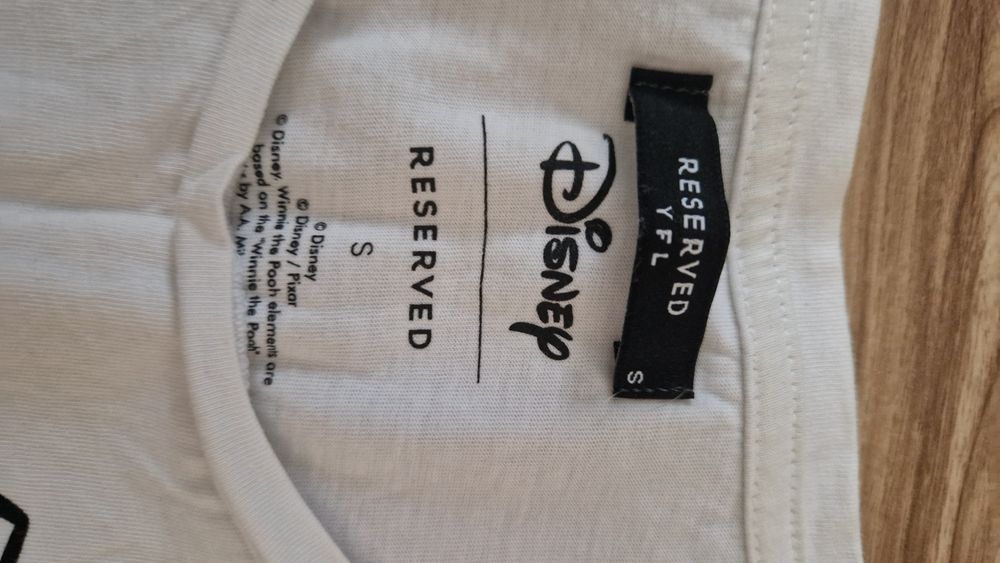 RESERVED
YFL
S
Disney
RESERVED
S
© Disney
© Disney / Pixar
© Disney. Winnie the Pooh elements are
based on the "Winnie the Pooh"
by A.A.